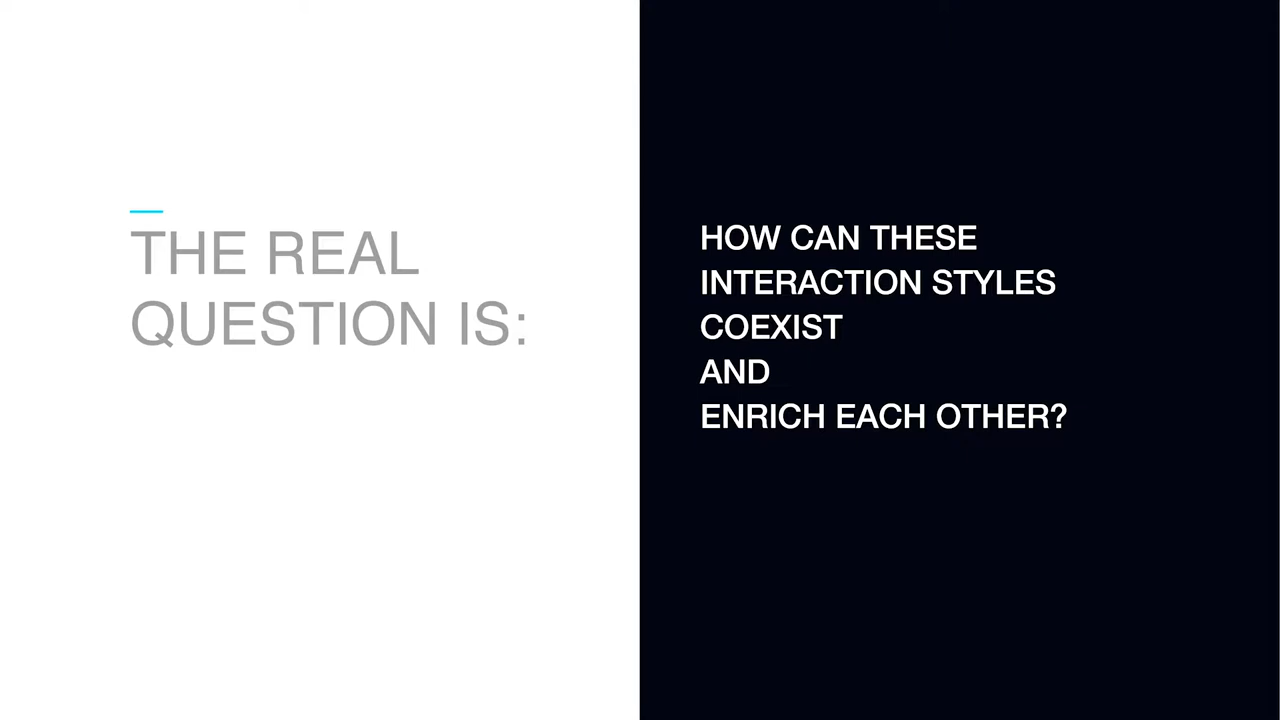 THE REAL
QUESTION IS:
HOW CAN THESE
INTERACTION STYLES
COEXIST
AND
ENRICH EACH OTHER?